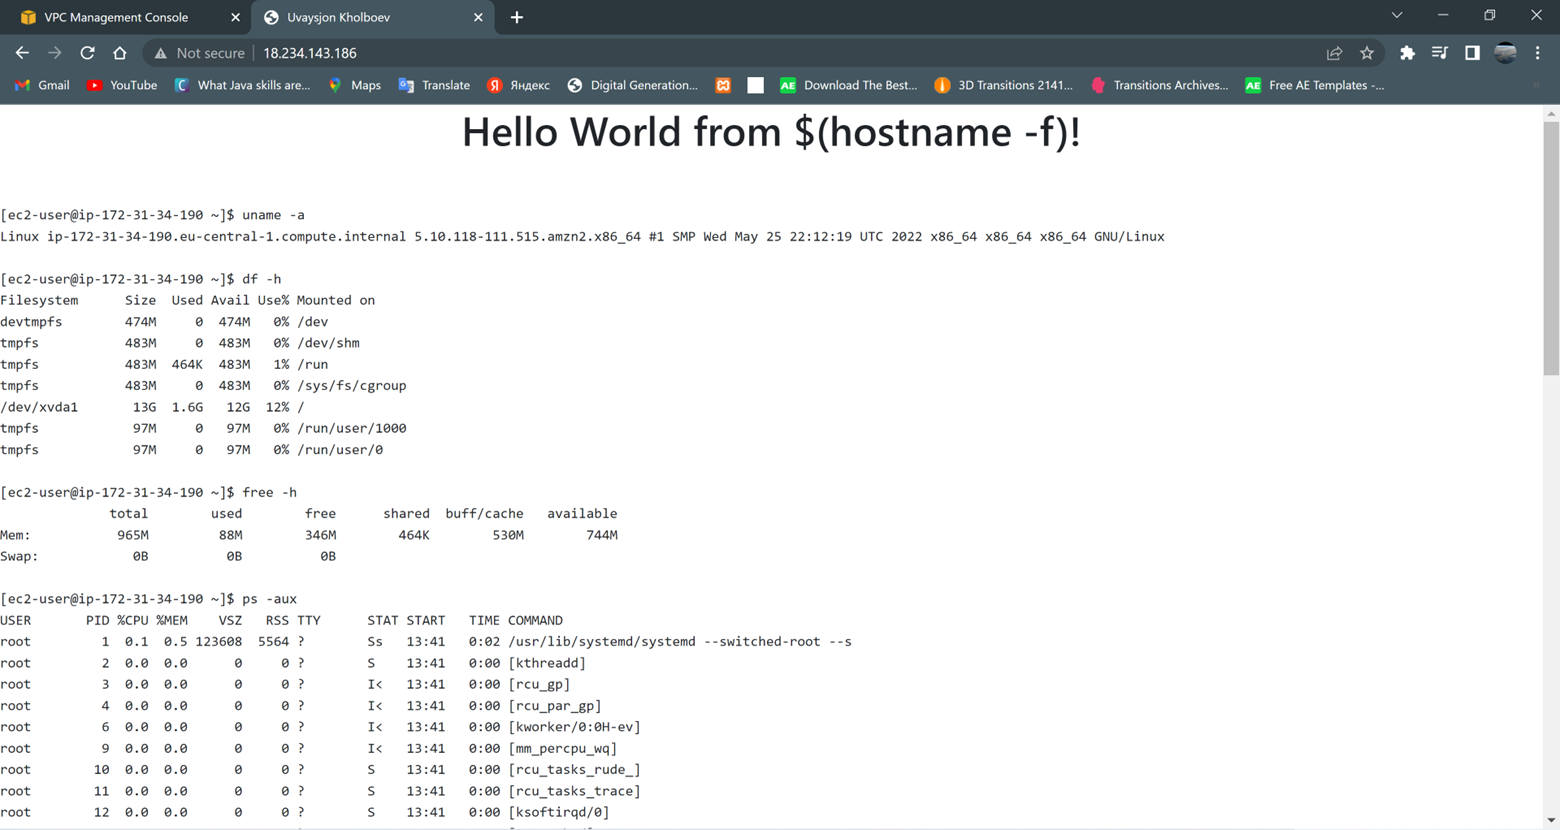 VPC Management Console
Uvaysjon Kholboev
Not secure
18.234.143.186
Gmail
YouTube
What Java skills are...
Maps
Translate
Яндекс
Digital Generation...
Download The Best...
3D Transitions 2141...
Transitions Archives...
Free AE Templates -...
Hello World from $(hostname -f)!
[ec2-user@ip-172-31-34-190 ~]$ uname -a
Linux ip-172-31-34-190.eu-central-1.compute.internal 5.10.118-111.515.amzn2.x86_64 #1 SMP Wed May 25 22:12:19 UTC 2022 x86_64 x86_64 x86_64 GNU/Linux
[ec2-user@ip-172-31-34-190 ~]$ df -h
Filesystem      Size  Used Avail Use% Mounted on
devtmpfs        474M     0  474M   0% /dev
tmpfs           483M     0  483M   0% /dev/shm
tmpfs           483M  464K  483M   1% /run
tmpfs           483M     0  483M   0% /sys/fs/cgroup
/dev/xvda1       13G  1.6G   12G  12% /
tmpfs            97M     0   97M   0% /run/user/1000
tmpfs            97M     0   97M   0% /run/user/0
[ec2-user@ip-172-31-34-190 ~]$ free -h
              total        used        free      shared  buff/cache   available
Mem:           965M         88M        346M        464K        530M        744M
Swap:            0B          0B          0B
[ec2-user@ip-172-31-34-190 ~]$ ps -aux
USER       PID %CPU %MEM    VSZ   RSS TTY      STAT START   TIME COMMAND
root         1  0.1  0.5 123608  5564 ?        Ss   13:41   0:02 /usr/lib/systemd/systemd --switched-root --s
root         2  0.0  0.0      0     0 ?        S    13:41   0:00 [kthreadd]
root         3  0.0  0.0      0     0 ?        I<   13:41   0:00 [rcu_gp]
root         4  0.0  0.0      0     0 ?        I<   13:41   0:00 [rcu_par_gp]
root         6  0.0  0.0      0     0 ?        I<   13:41   0:00 [kworker/0:0H-ev]
root         9  0.0  0.0      0     0 ?        I<   13:41   0:00 [mm_percpu_wq]
root        10  0.0  0.0      0     0 ?        S    13:41   0:00 [rcu_tasks_rude_]
root        11  0.0  0.0      0     0 ?        S    13:41   0:00 [rcu_tasks_trace]
root        12  0.0  0.0      0     0 ?        S    13:41   0:00 [ksoftirqd/0]